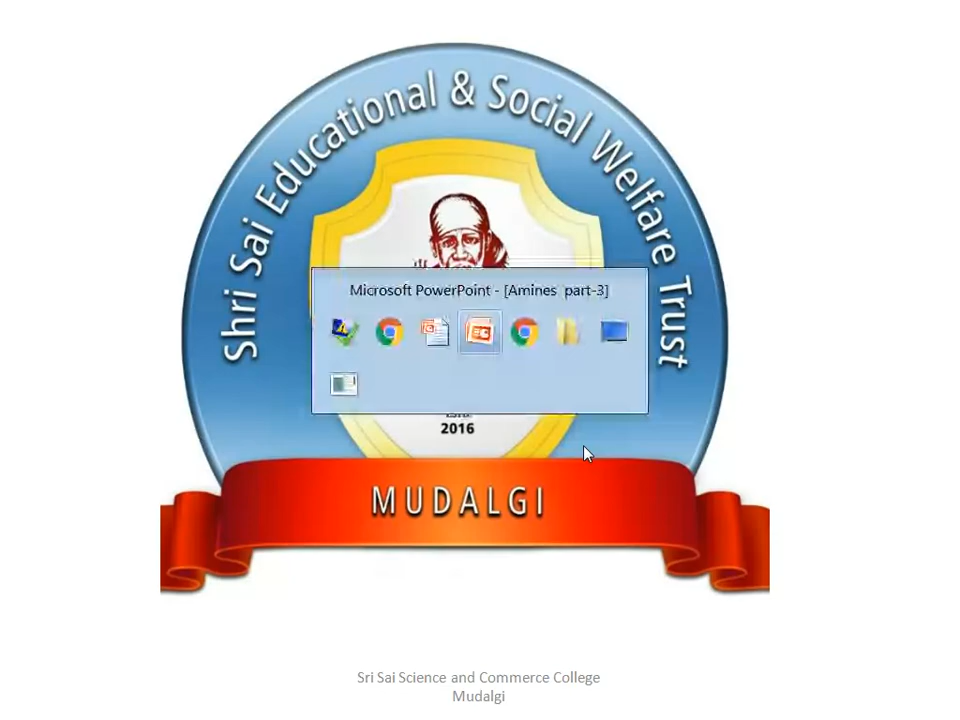 Shri Sai Educational & Social Welfare Trust
Microsoft PowerPoint - [Amines part-3]
2016
MUDALGI
Sri Sai Science and Commerce College
Mudalgi